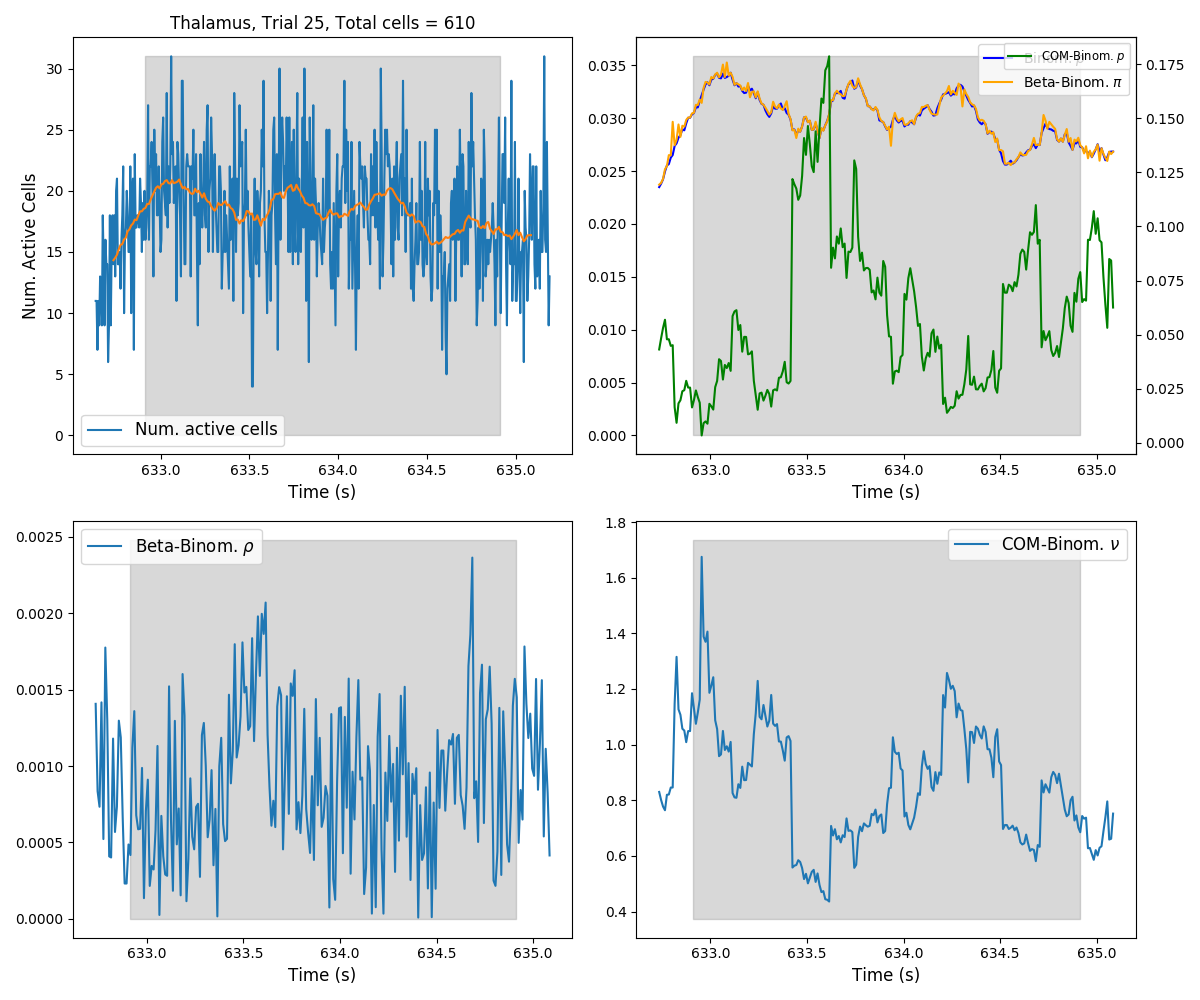 Thalamus, Trial 25, Total cells = 610
30
25
20
15
10
5
0
Num. Active Cells
Num. active cells
633.0 633.5 634.0 634.5 635.0
Time (s)
0.035
0.030
0.025
0.020
0.015
0.010
0.005
0.000
COM-Binom. p
Binom. p
Beta-Binom. π
0.175
0.150
0.125
0.100
0.075
0.050
0.025
0.000
633.0 633.5 634.0 634.5 635.0
Time (s)
0.0025
0.0020
0.0015
0.0010
0.0005
0.0000
Beta-Binom. ρ
633.0 633.5 634.0 634.5 635.0
Time (s)
1.8
1.6
1.4
1.2
1.0
0.8
0.6
0.4
COM-Binom. ν
633.0 633.5 634.0 634.5 635.0
Time (s)